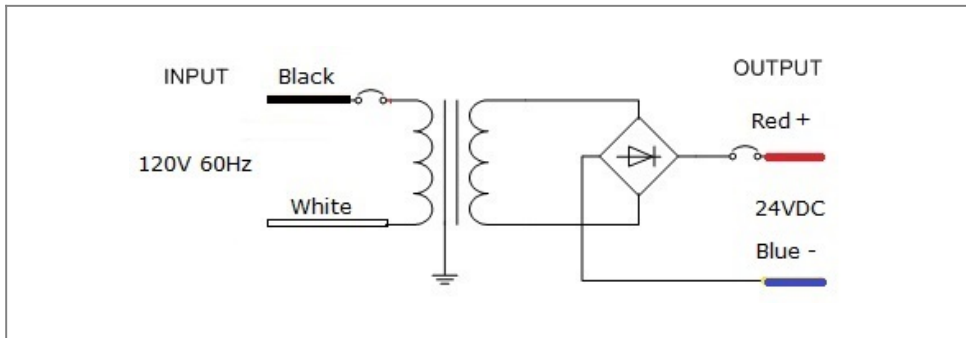 INPUT
Black
120V 60Hz
White
OUTPUT
Red +
24VDC
Blue -